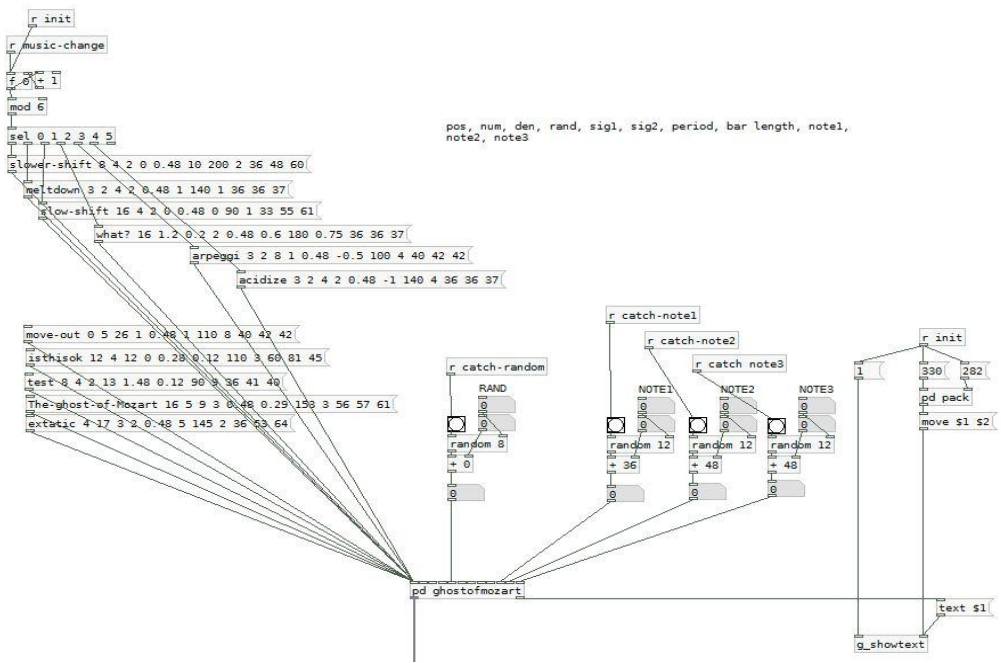 r init
r music-change
f 0
+ 1
mod 6
sel 0 1 2 3 4 5
pos, num, den, rand, sig1, sig2, period, bar length, note1,
note2, note3
slower-shift 8 4 2 0 0.48 10 200 2 36 48 60
meltdown 3 2 4 2 0.48 1 140 1 36 36 37
slow-shift 16 4 2 0 0.48 0 90 1 33 55 61
what? 16 1.2 0.2 2 0.48 0.6 180 0.75 36 36 37
arpeggi 3 2 8 1 0.48 -0.5 100 4 40 42 42
acidize 3 2 4 2 0.48 -1 140 4 36 36 37
move-out 0 5 26 1 0.48 1 110 8 40 42 42
isthisok 12 4 12 0 0.28 0.12 110 3 60 81 45
test 8 4 2 13 1.48 0.12 90 9 36 41 40
The-ghost-of-Mozart 16 5 9 3 0.48 0.29 153 3 56 57 61
extatic 4 17 3 2 0.48 5 145 2 36 53 64
r catch-random
RAND
0
0
random 8
+ 0
0
r catch-note1
NOTE1
0
0
random 12
+ 36
0
r catch-note2
NOTE2
0
0
random 12
+ 48
0
r catch note3
NOTE3
0
0
random 12
+ 48
0
r init
1
330
282
pd pack
move $1 $2
pd ghostofmozart
text $1
g_showtext